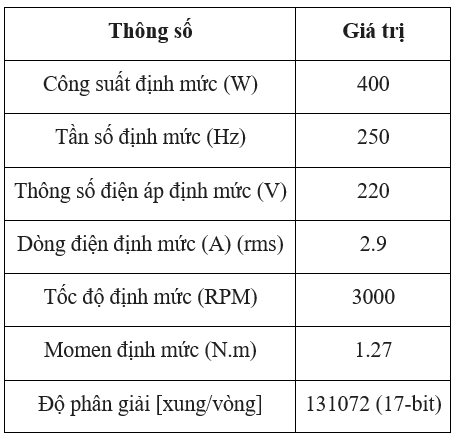 Thông số Giá trị
Công suất định mức (W) 400
Tần số định mức (Hz) 250
Thông số điện áp định mức (V) 220
Dòng điện định mức (A) (rms) 2.9
Tốc độ định mức (RPM) 3000
Momen định mức (N.m) 1.27
Độ phân giải [xung/vòng] 131072 (17-bit)